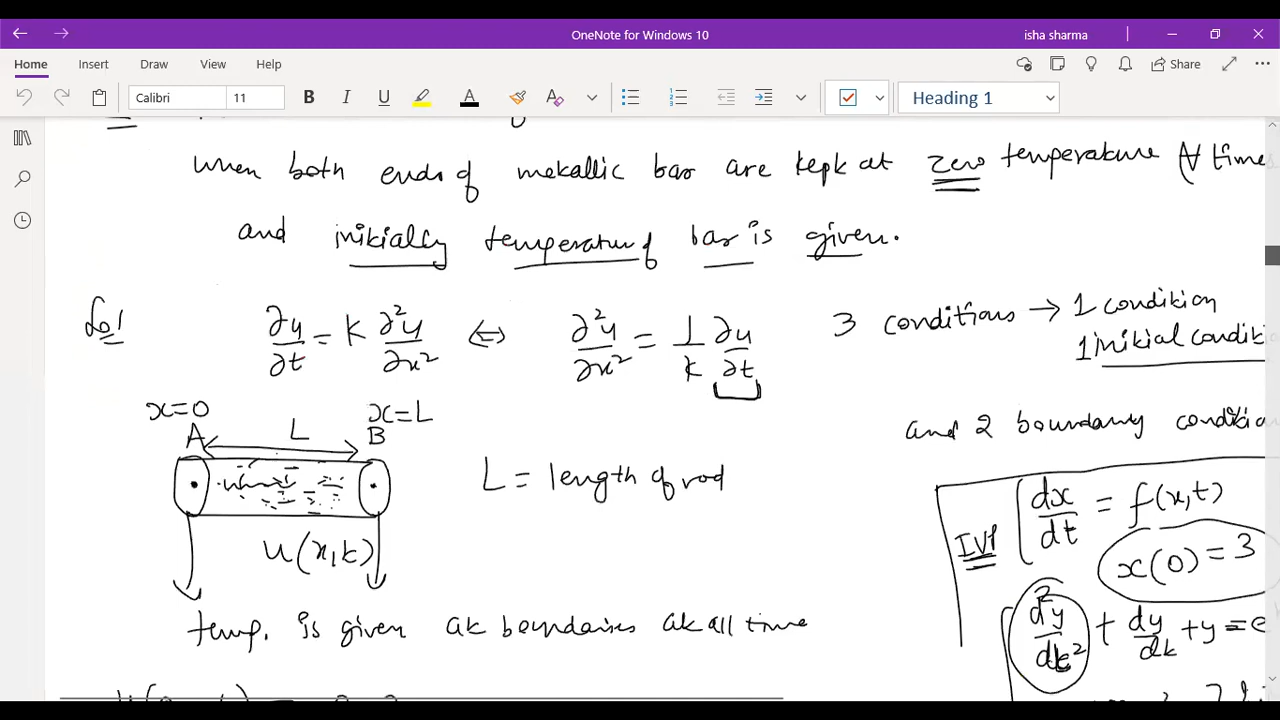 OneNote for Windows 10
isha sharma
Home Insert Draw View Help
Share
Calibri 11 B I U A Heading 1
when both ends of metallic bar are kept at zero temperature (∀ times
and initially temperature of bar is given.
Sol
∂u/∂t = k ∂²u/∂x² ⇔ ∂²u/∂x² = 1/k ∂u/∂t
3 conditions → 1 condition
1 initial conditi
and 2 boundary conditio
x=0 x=L
A L B
L = length of rod
u(x,t)
temp. is given at boundaries at all time
IVP
dx/dt = f(x,t)
x(0) = 3
d²y/dt² + dy/dt + y = e